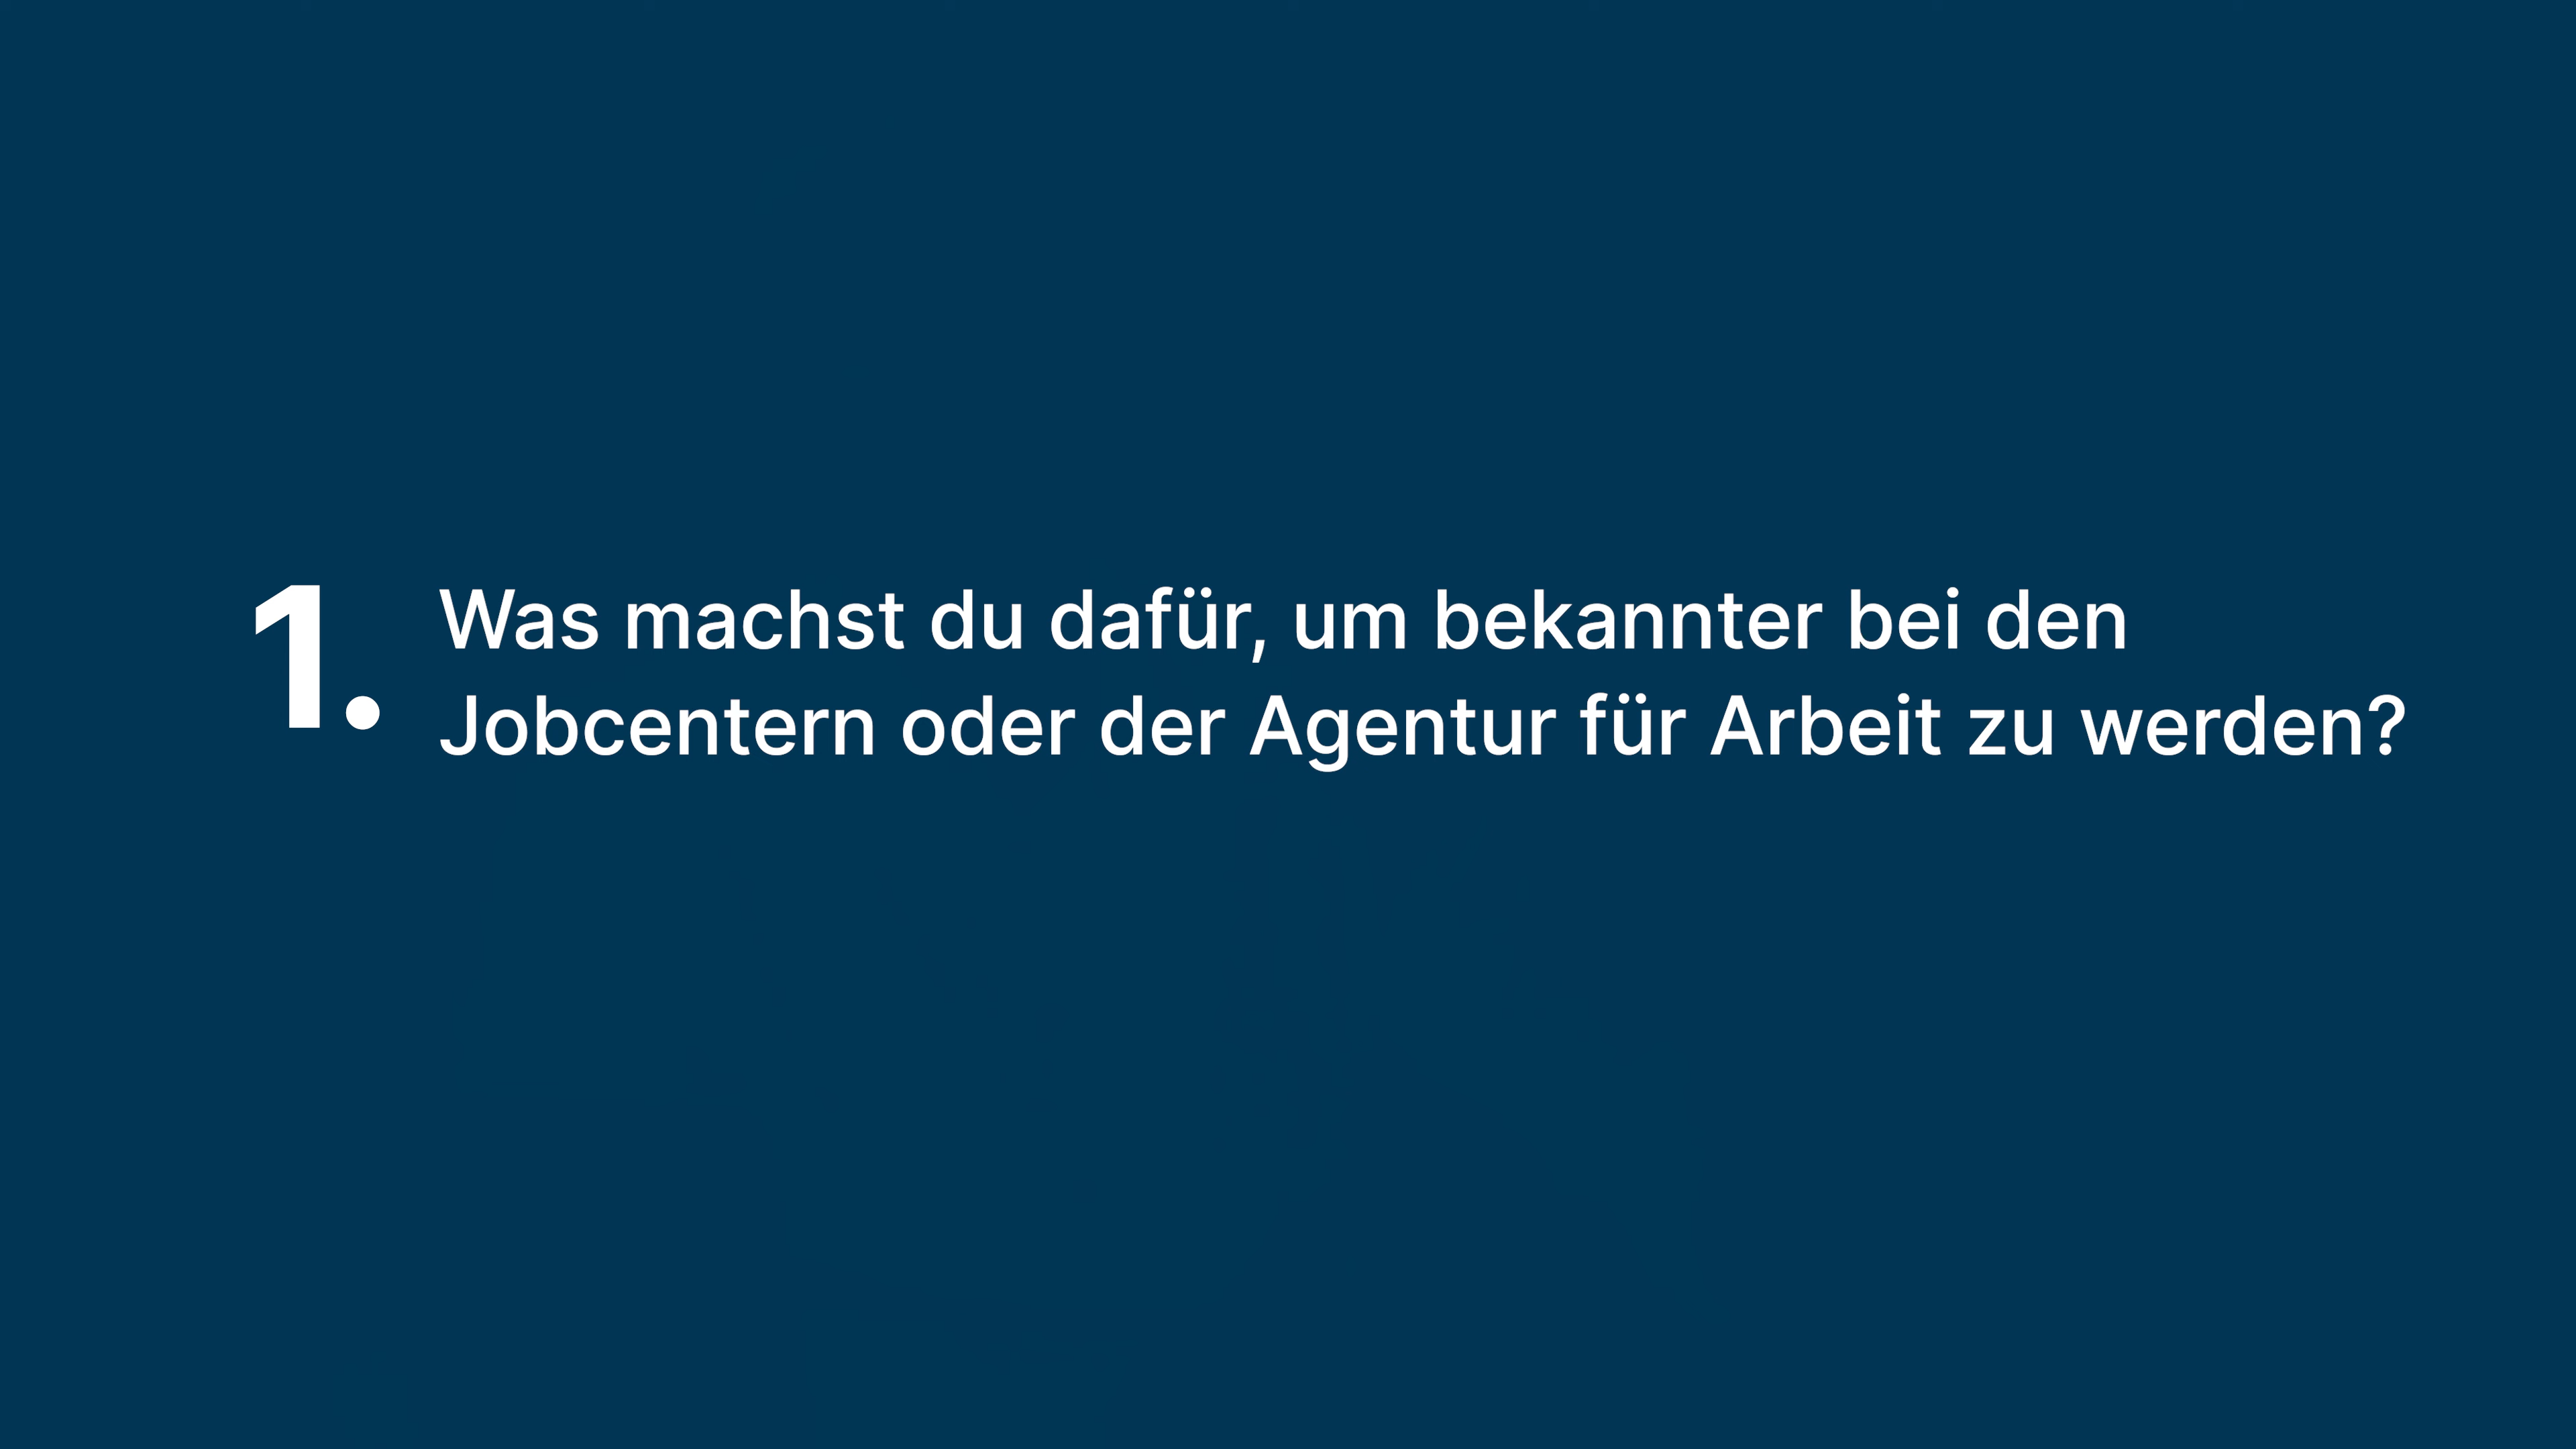 1. Was machst du dafür, um bekannter bei den
Jobcentern oder der Agentur für Arbeit zu werden?